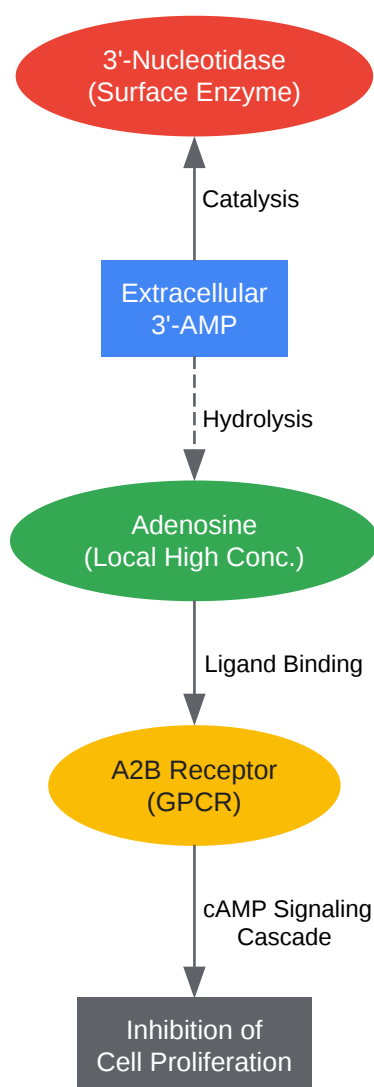 3'-Nucleotidase
(Surface Enzyme)
Catalysis
Extracellular
3'-AMP
Hydrolysis
Adenosine
(Local High Conc.)
Ligand Binding
A2B Receptor
(GPCR)
cAMP Signaling
Cascade
Inhibition of
Cell Proliferation